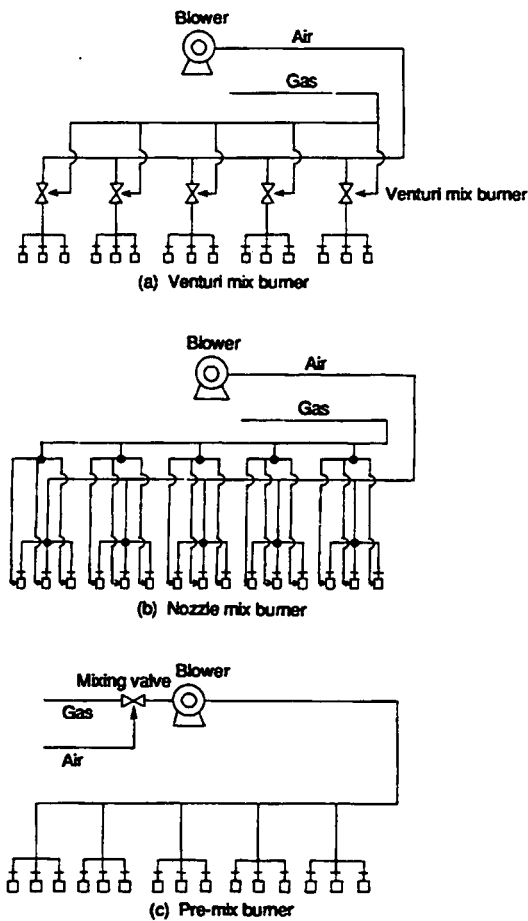 Blower
Air
Gas
Venturi mix burner
(a) Venturi mix burner
Blower
Air
Gas
(b) Nozzle mix burner
Mixing valve
Blower
Gas
Air
(c) Pre-mix burner